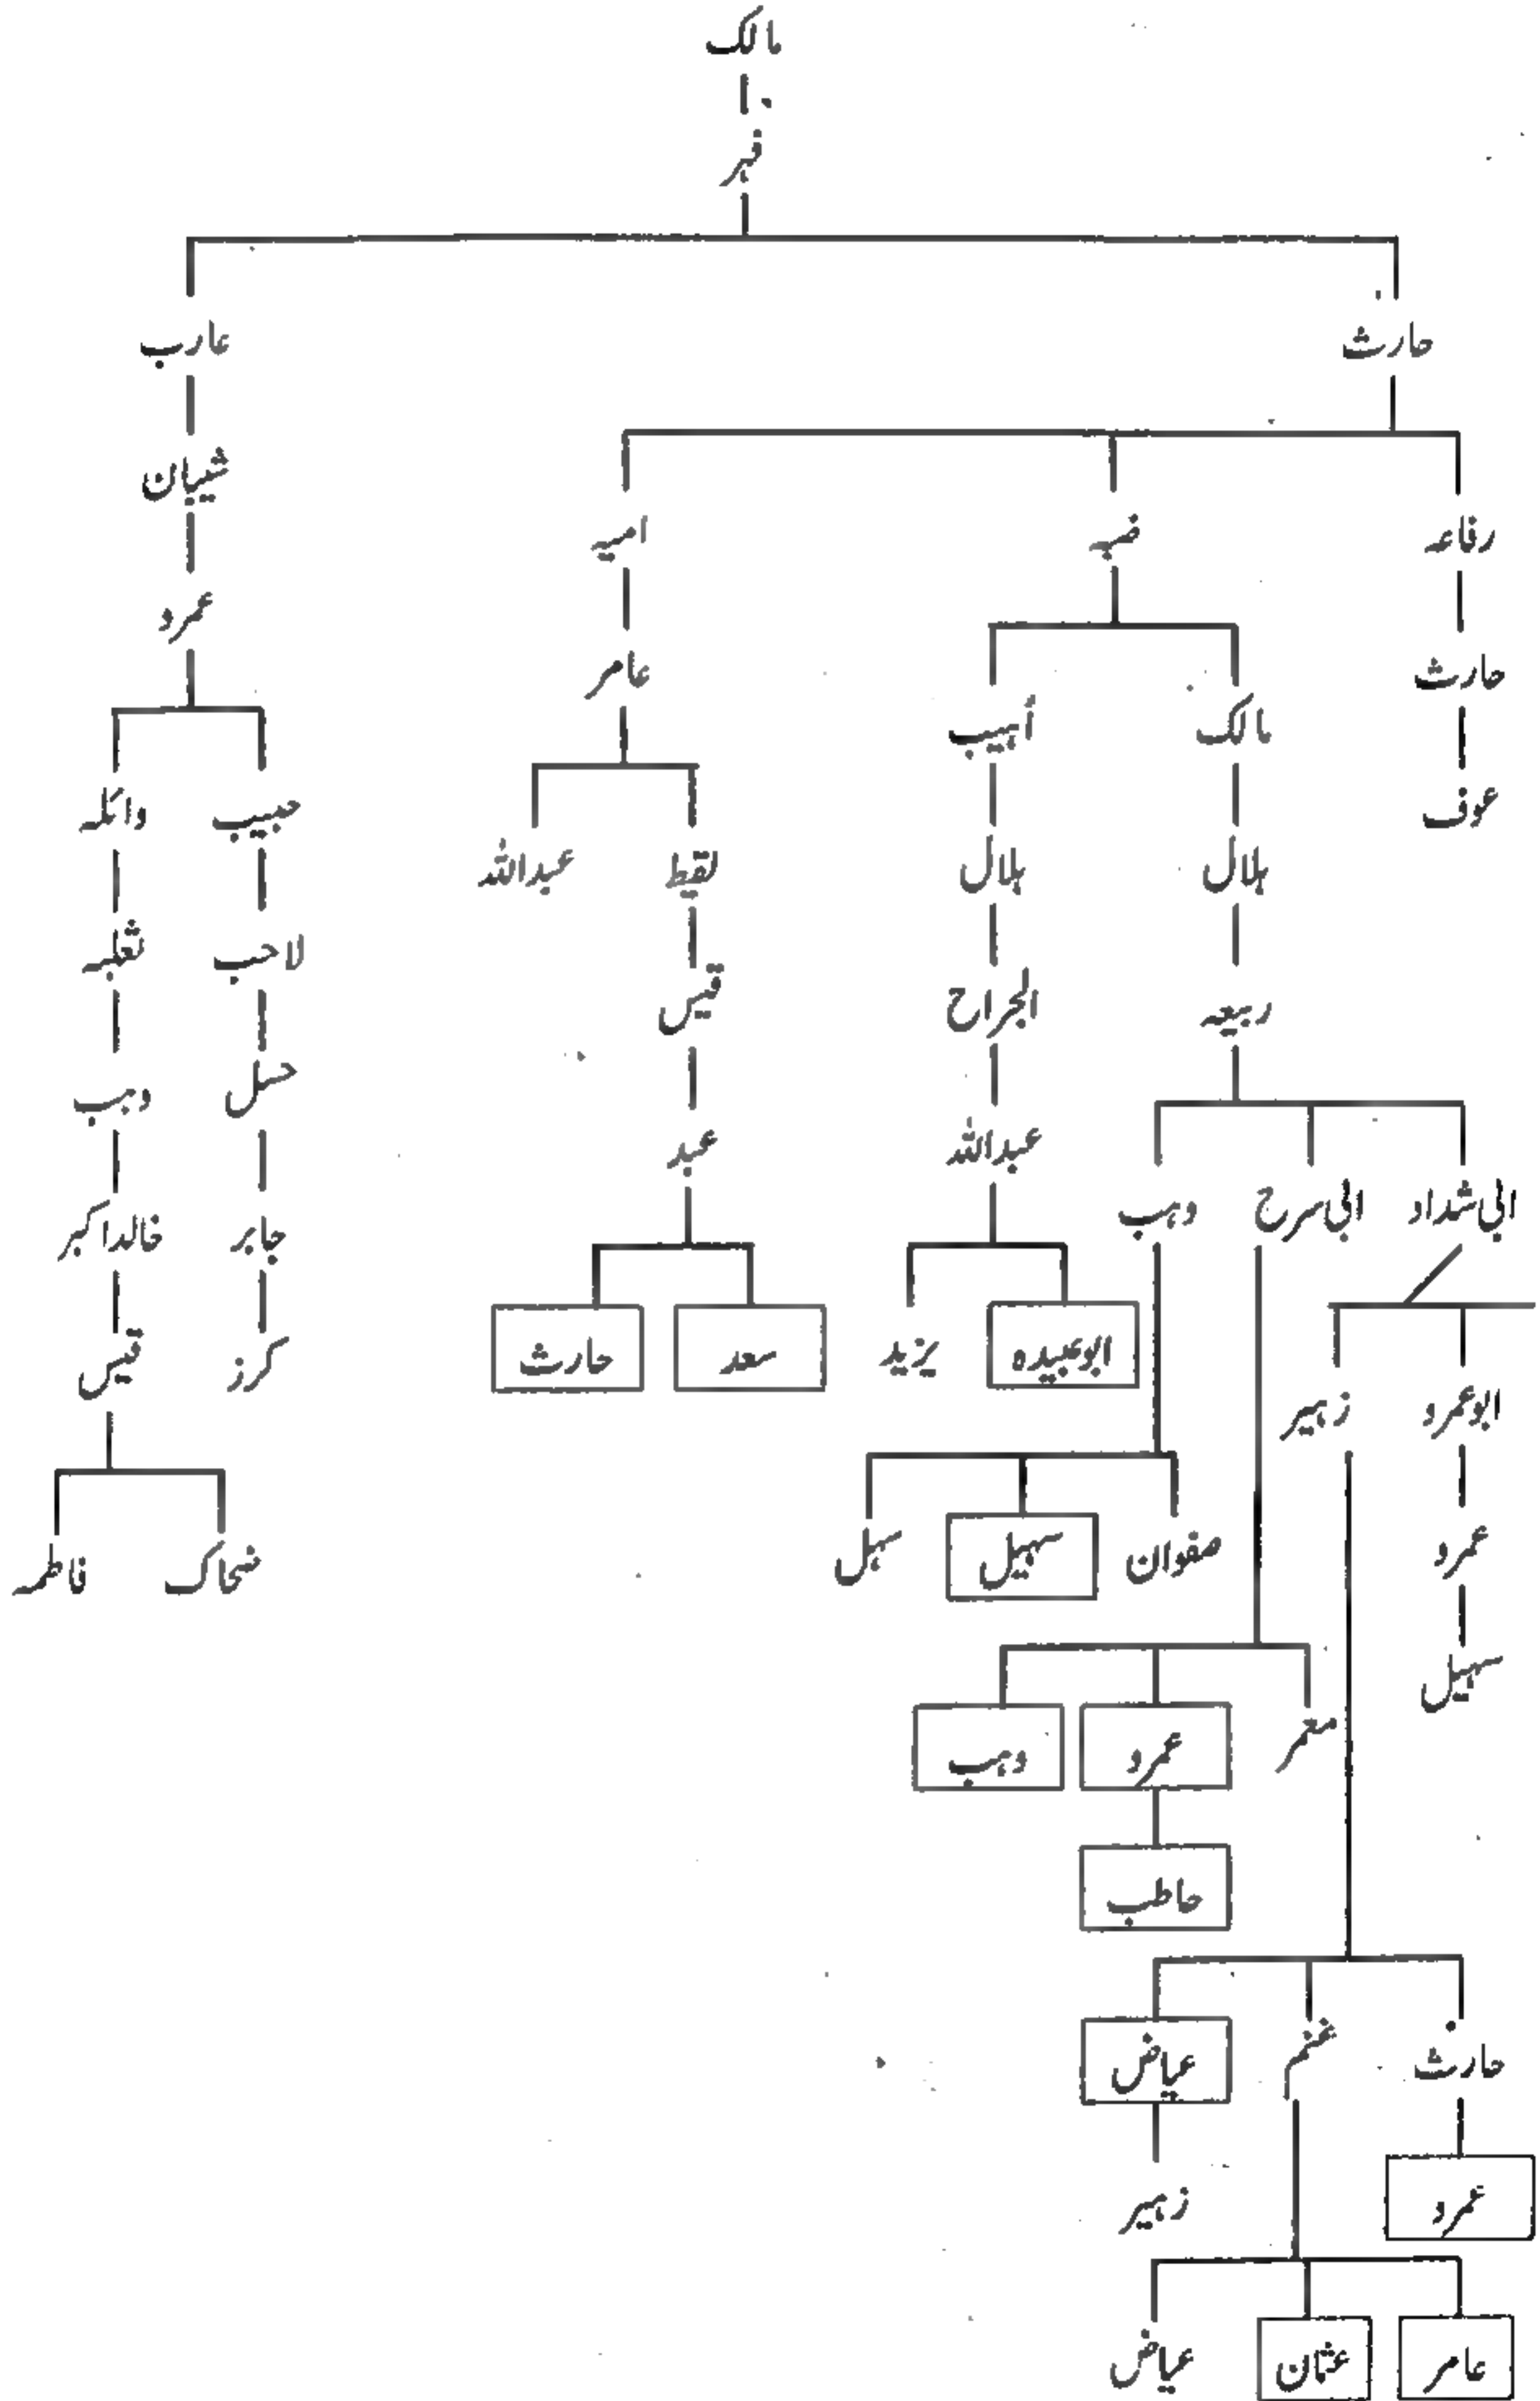 مالک
فہر
حارث
عارب
شیبان
رفاعہ
ضبہ
امیہ
عمرو
حارث
عامر
مالک
أہیب
عوف
حبیب
وائلہ
ہلال
ہلال
لقیط
عبداللہ
لاحب
ثعلبہ
ربیعہ
الجراح
قیس
حسل
وہب
عبداللہ
عبد
ابی شداد
ابی سرح
وہب
جابر
خالد اکبر
ابوعبیدہ
یزید
سعد
حارث
کرز
قیس
ابوعمرو
زہیر
صفوان
سہیل
سہل
ضحاک
فاطمہ
عمرو
سہیل
معمر
عمرو
وہب
حاطب
حارث
غنم
عیاض
عمرو
زہیر
عامر
عثمان
عیاض